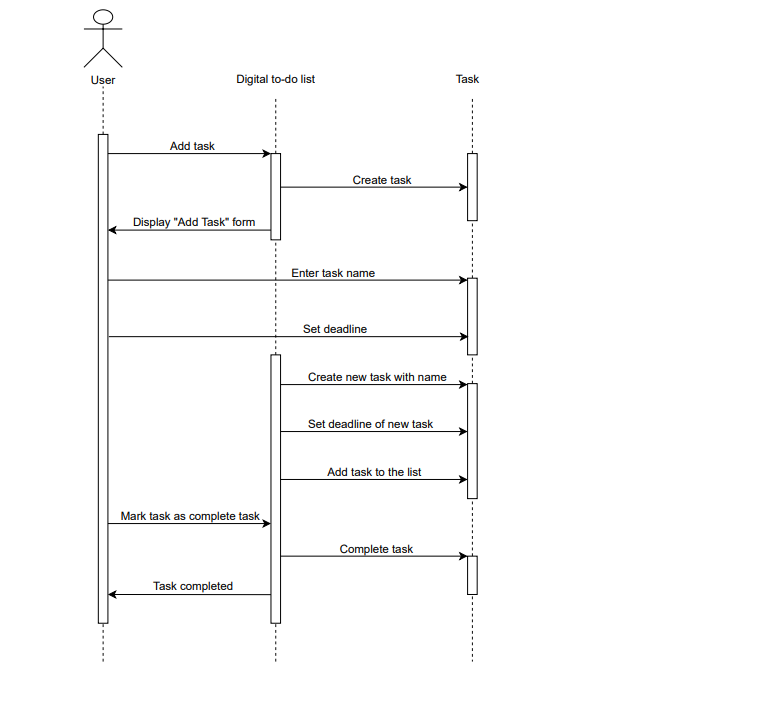 User
Digital to-do list
Task
Add task
Create task
Display "Add Task" form
Enter task name
Set deadline
Create new task with name
Set deadline of new task
Add task to the list
Mark task as complete task
Complete task
Task completed